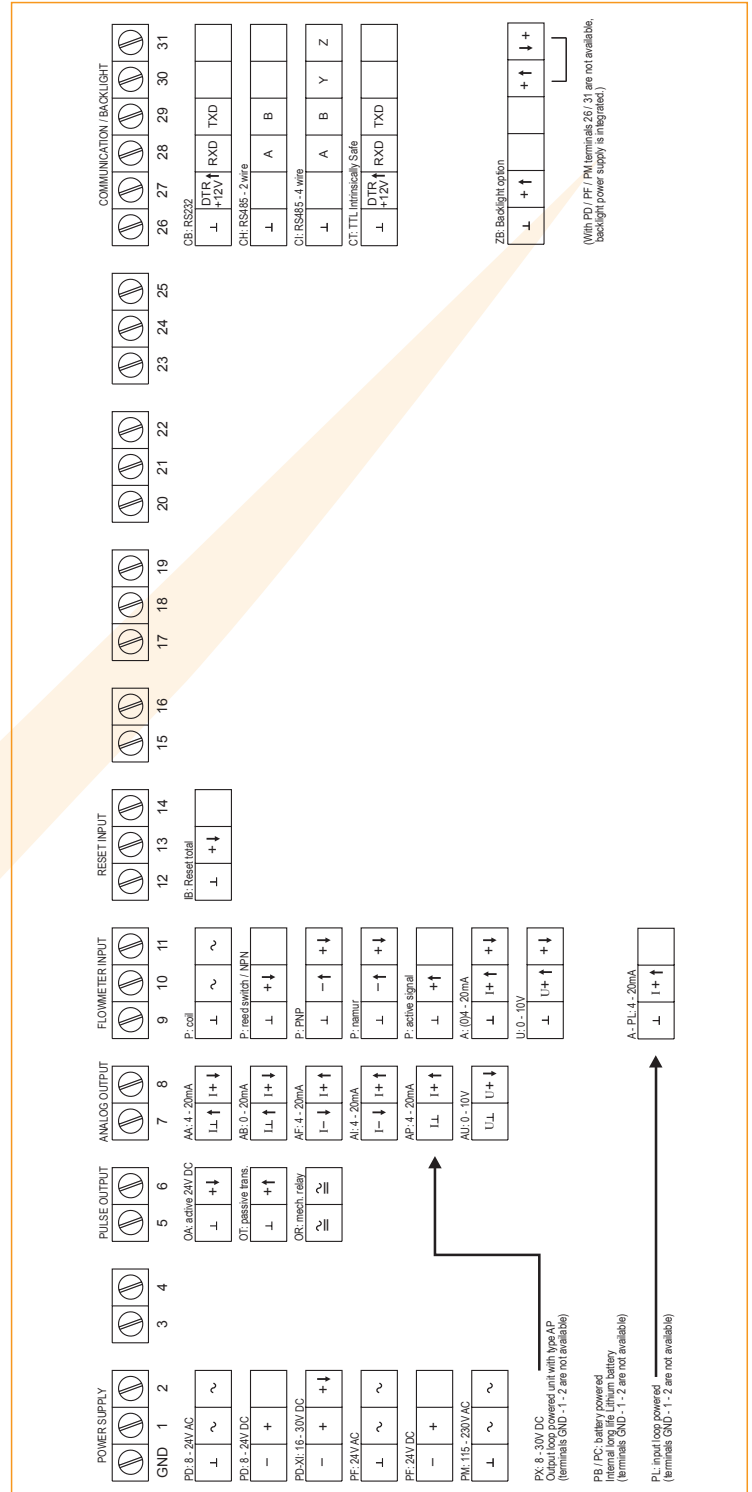 POWER SUPPLY
GND 1 2
PD: 8 - 24V AC
⊥ ~ ~
PD: 8 - 24V DC
− +
PD-XI: 16 - 30V DC
− + +↓
PF: 24V AC
⊥ ~ ~
PF: 24V DC
− +
PM: 115 - 230V AC
⊥ ~ ~
PX: 8 - 30V DC
Output loop powered unit with type AP
(terminals GND - 1 - 2 are not available)
PB / PC: battery powered
Internal long life Lithium battery
(terminals GND - 1 - 2 are not available)
PL: input loop powered
(terminals GND - 1 - 2 are not available)
3 4
PULSE OUTPUT
5 6
OA: active 24V DC
⊥ +↓
OT: passive trans.
⊥ +↑
OR: mech. relay
≃ ≃
ANALOG OUTPUT
7 8
AA: 4 - 20mA
I⊥↑ I+↓
AB: 0 - 20mA
I⊥↑ I+↓
AF: 4 - 20mA
I−↓ I+↑
AI: 4 - 20mA
I−↓ I+↑
AP: 4 - 20mA
I⊥ I+↑
AU: 0 - 10V
U⊥ U+↓
FLOWMETER INPUT
9 10 11
P: coil
⊥ ~ ~
P: reed switch / NPN
⊥ +↓
P: PNP
⊥ −↑ +↓
P: namur
⊥ −↑ +↓
P: active signal
⊥ +↑
A: (0)4 - 20mA
⊥ I+↑ +↓
U: 0 - 10V
⊥ U+↑ +↓
A - PL: 4 - 20mA
⊥ I+↑
RESET INPUT
12 13 14
IB: Reset total
⊥ +↓
15 16
17 18 19
20 21 22
23 24 25
COMMUNICATION / BACKLIGHT
26 27 28 29 30 31
CB: RS232
⊥ DTR +12V↑ RXD TXD
CH: RS485 - 2 wire
⊥ A B
CI: RS485 - 4 wire
⊥ A B Y Z
CT: TTL Intrinsically Safe
⊥ DTR +12V↑ RXD TXD
ZB: Backlight option
⊥ +↑ +↑ ↓+
(With PD / PF / PM terminals 26 / 31 are not available,
backlight power supply is integrated.)